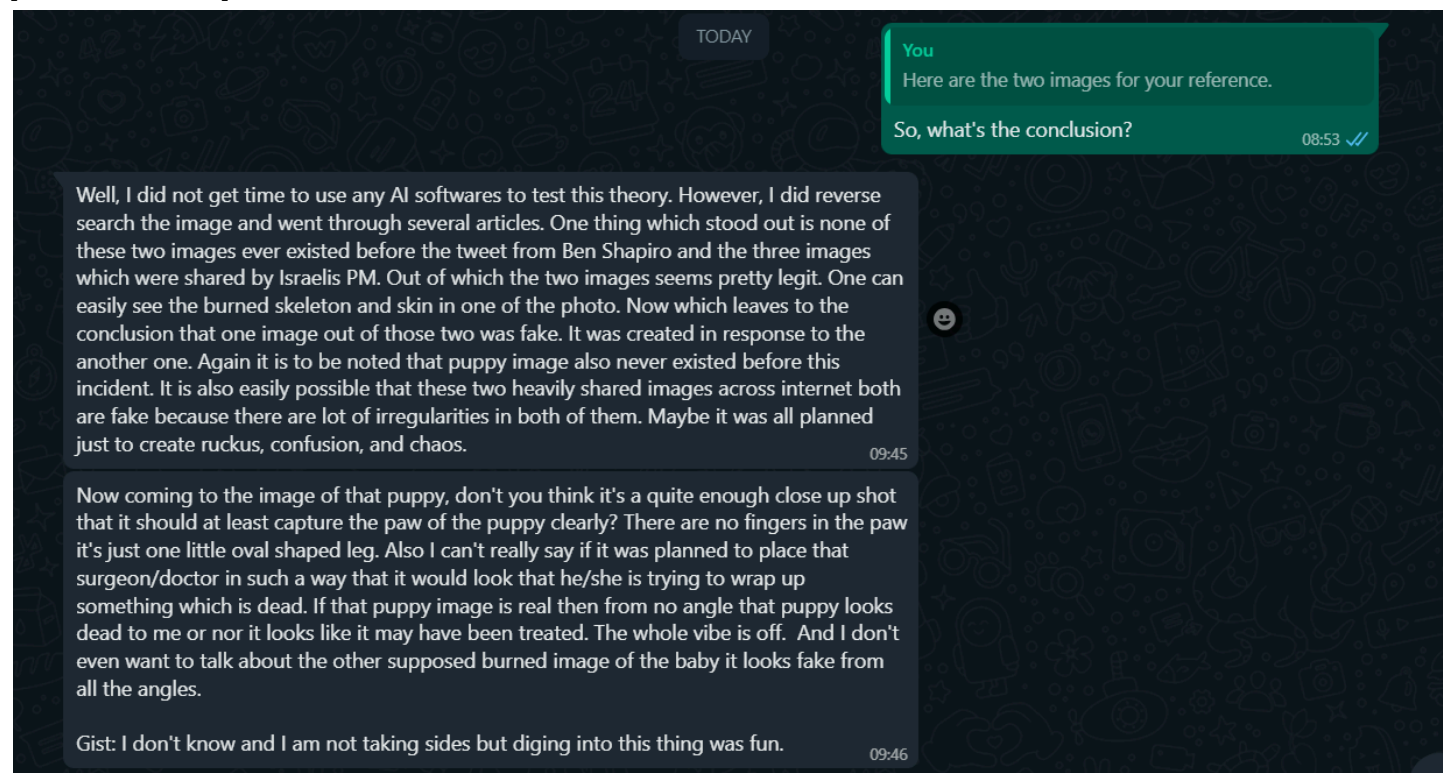 TODAY
You
Here are the two images for your reference.
So, what's the conclusion?
08:53
Well, I did not get time to use any AI softwares to test this theory. However, I did reverse
search the image and went through several articles. One thing which stood out is none of
these two images ever existed before the tweet from Ben Shapiro and the three images
which were shared by Israelis PM. Out of which the two images seems pretty legit. One can
easily see the burned skeleton and skin in one of the photo. Now which leaves to the
conclusion that one image out of those two was fake. It was created in response to the
another one. Again it is to be noted that puppy image also never existed before this
incident. It is also easily possible that these two heavily shared images across internet both
are fake because there are lot of irregularities in both of them. Maybe it was all planned
just to create ruckus, confusion, and chaos.
09:45
Now coming to the image of that puppy, don't you think it's a quite enough close up shot
that it should at least capture the paw of the puppy clearly? There are no fingers in the paw
it's just one little oval shaped leg. Also I can't really say if it was planned to place that
surgeon/doctor in such a way that it would look that he/she is trying to wrap up
something which is dead. If that puppy image is real then from no angle that puppy looks
dead to me or nor it looks like it may have been treated. The whole vibe is off.  And I don't
even want to talk about the other supposed burned image of the baby it looks fake from
all the angles.
Gist: I don't know and I am not taking sides but diging into this thing was fun.
09:46